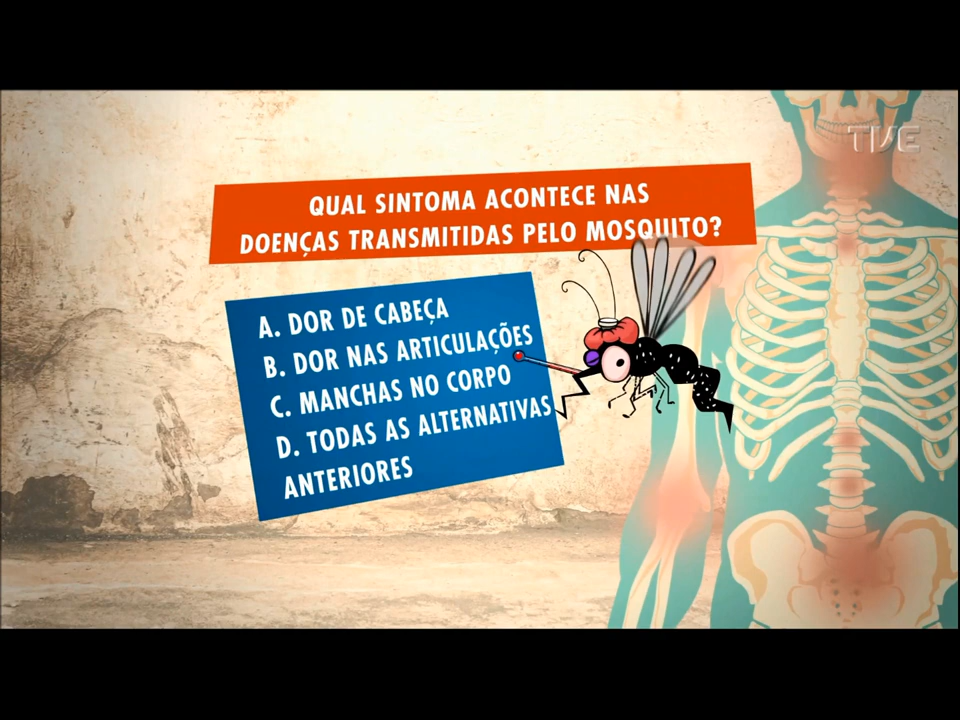 TVE
QUAL SINTOMA ACONTECE NAS
DOENÇAS TRANSMITIDAS PELO MOSQUITO?
A. DOR DE CABEÇA
B. DOR NAS ARTICULAÇÕES
C. MANCHAS NO CORPO
D. TODAS AS ALTERNATIVAS
ANTERIORES